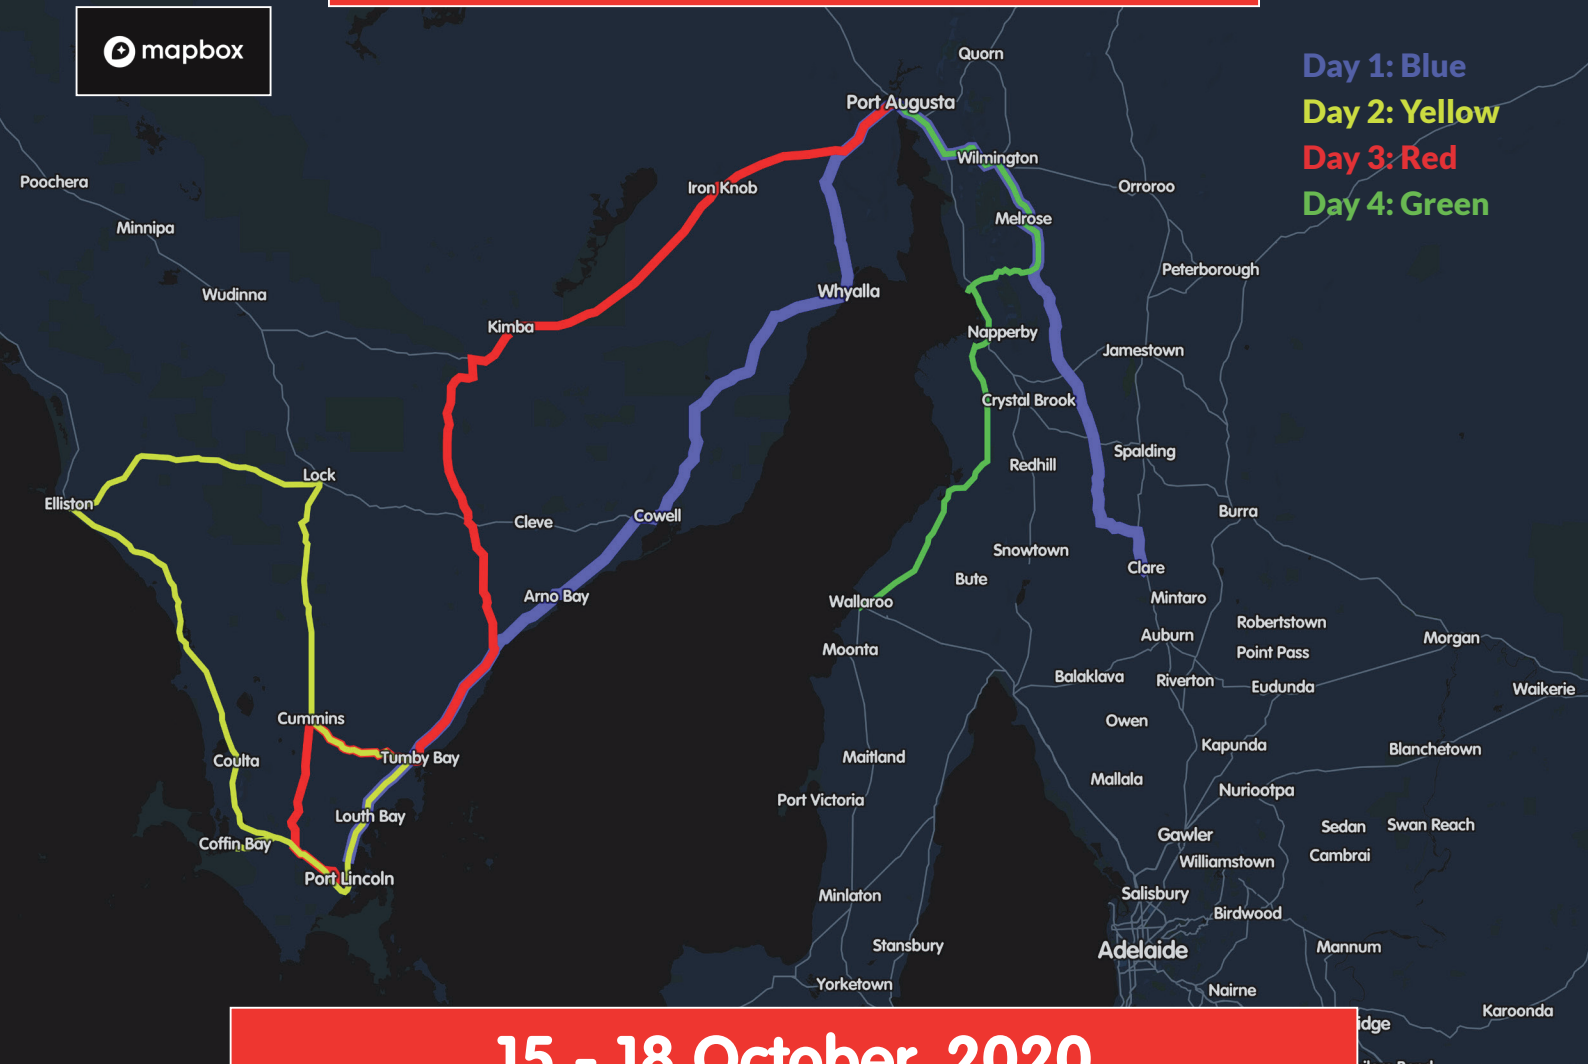 mapbox
Quorn
Day 1: Blue
Port Augusta
Day 2: Yellow
Wilmington
Day 3: Red
Poochera
Iron Knob
Orroroo
Day 4: Green
Minnipa
Melrose
Peterborough
Wudinna
Whyalla
Kimba
Napperby
Jamestown
Crystal Brook
Spalding
Redhill
Lock
Elliston
Cowell
Burra
Cleve
Snowtown
Clare
Bute
Arno Bay
Mintaro
Wallaroo
Robertstown
Auburn
Morgan
Moonta
Point Pass
Balaklava
Riverton
Eudunda
Waikerie
Cummins
Owen
Kapunda
Blanchetown
Tumby Bay
Maitland
Coulta
Mallala
Nuriootpa
Port Victoria
Louth Bay
Sedan
Swan Reach
Gawler
Coffin Bay
Cambrai
Williamstown
Port Lincoln
Salisbury
Minlaton
Birdwood
Stansbury
Adelaide
Mannum
Yorketown
Nairne
Karoonda
idge
15 - 18 October, 2020